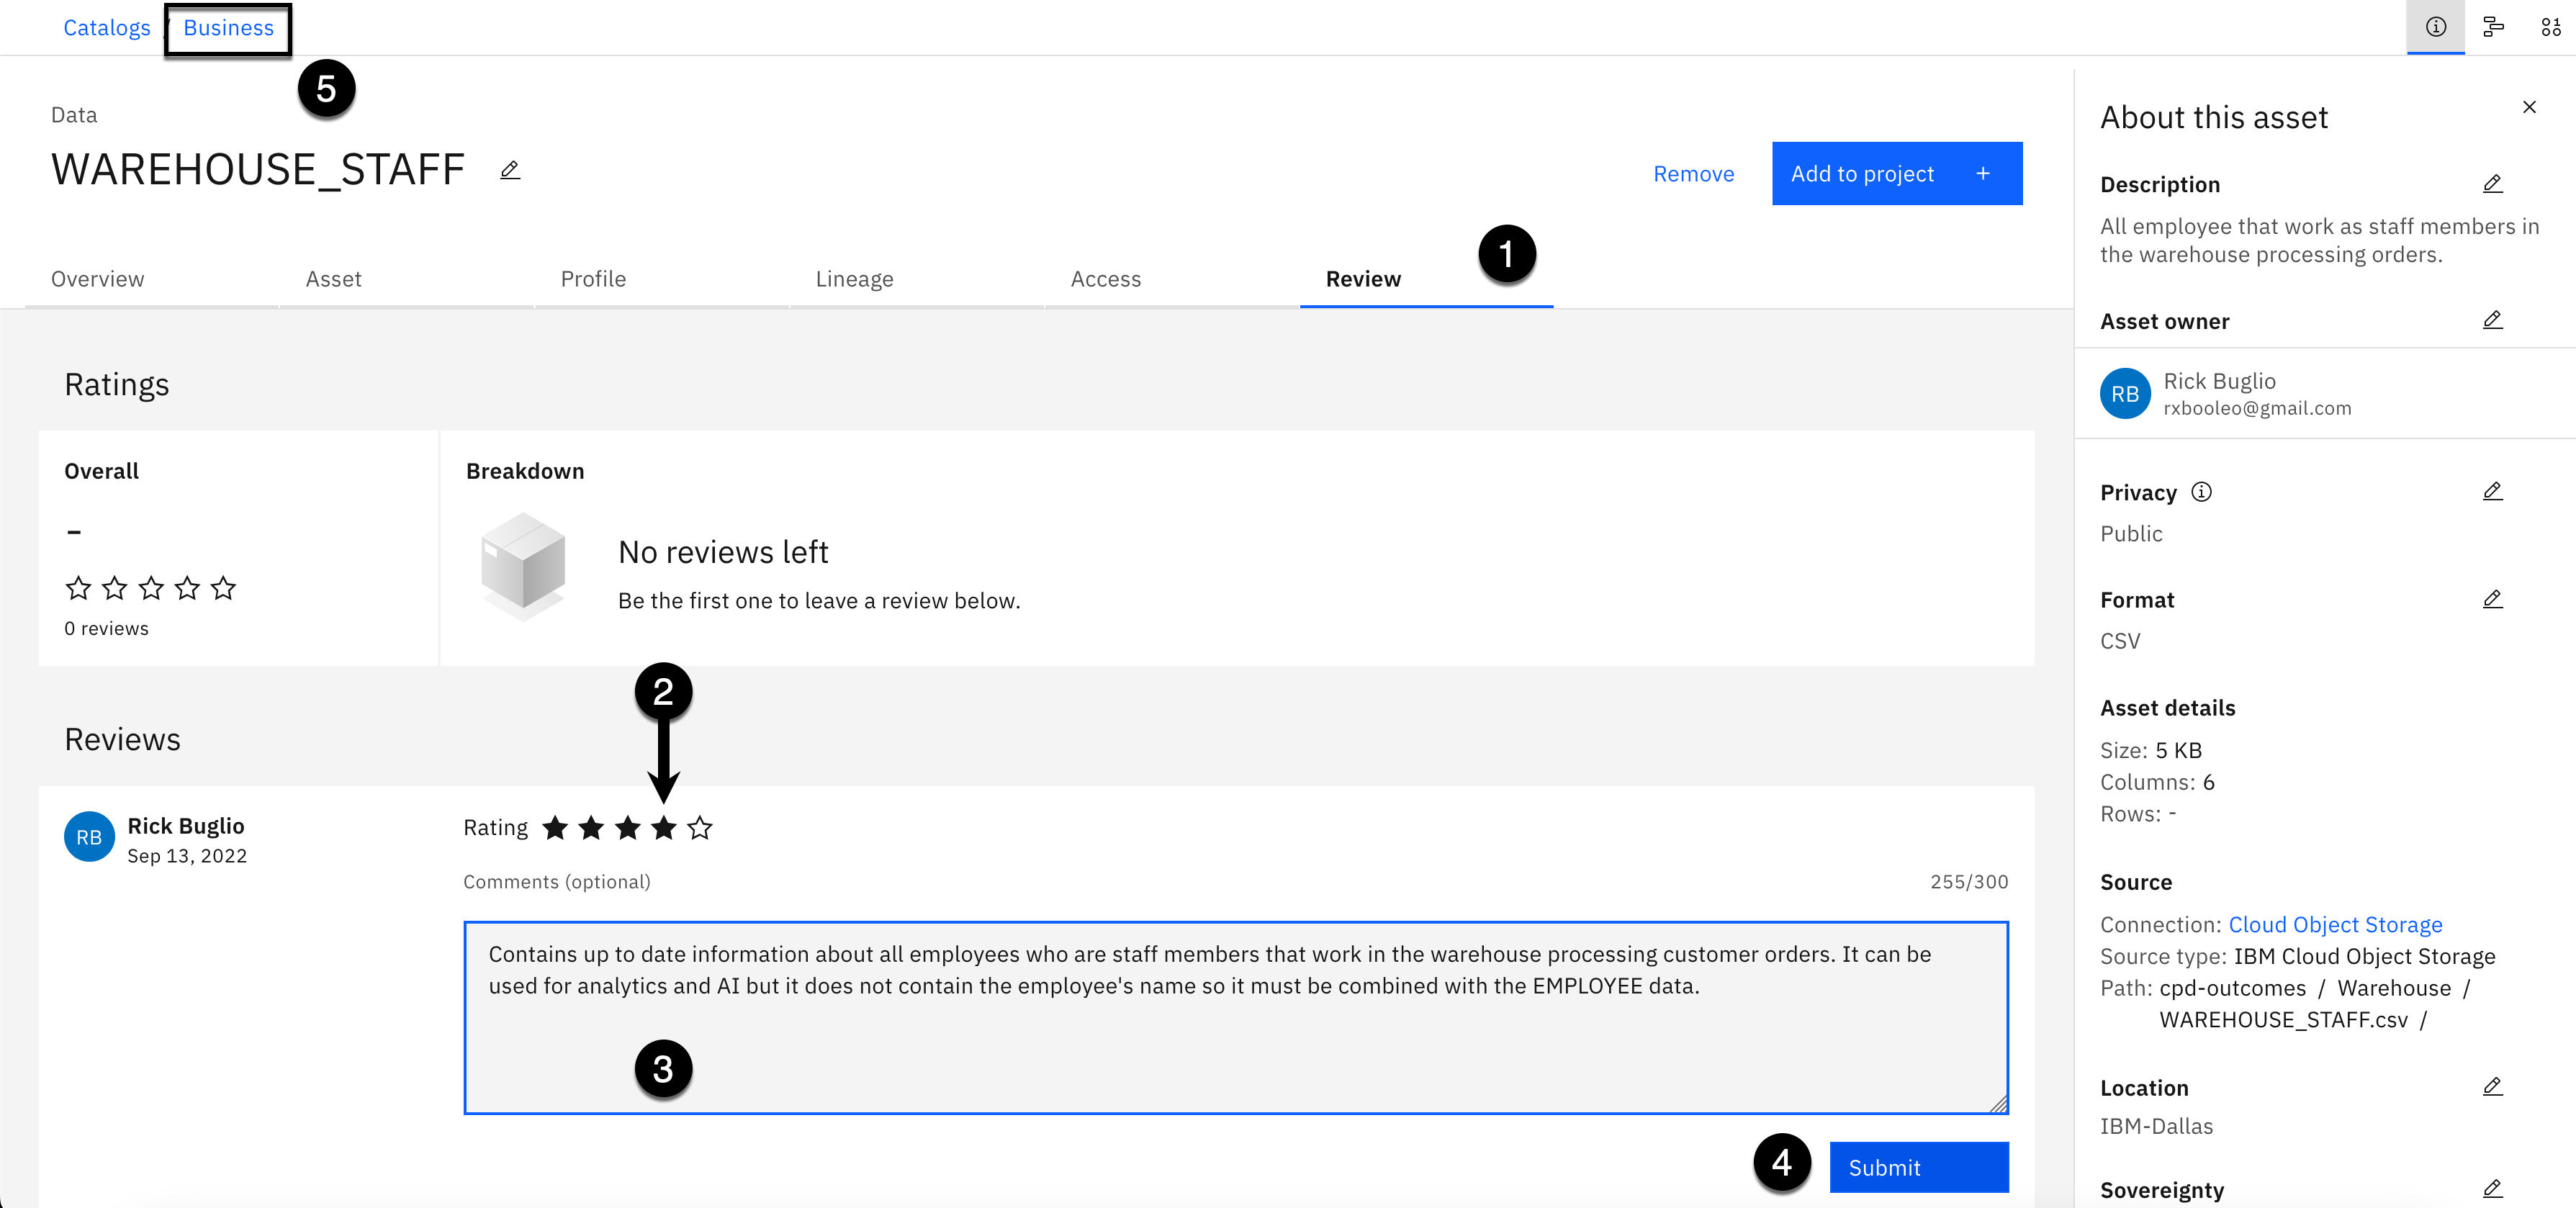 Catalogs / Business
5
Data
WAREHOUSE_STAFF
Remove
Add to project +
1
Overview
Asset
Profile
Lineage
Access
Review
Ratings
Overall
–
0 reviews
Breakdown
No reviews left
Be the first one to leave a review below.
2
Reviews
RB
Rick Buglio
Sep 13, 2022
Rating
Comments (optional)
255/300
Contains up to date information about all employees who are staff members that work in the warehouse processing customer orders. It can be
used for analytics and AI but it does not contain the employee's name so it must be combined with the EMPLOYEE data.
3
4
Submit
About this asset
Description
All employee that work as staff members in
the warehouse processing orders.
Asset owner
RB
Rick Buglio
rxbooleo@gmail.com
Privacy
Public
Format
CSV
Asset details
Size: 5 KB
Columns: 6
Rows: -
Source
Connection: Cloud Object Storage
Source type: IBM Cloud Object Storage
Path: cpd-outcomes / Warehouse /
WAREHOUSE_STAFF.csv /
Location
IBM-Dallas
Sovereignty